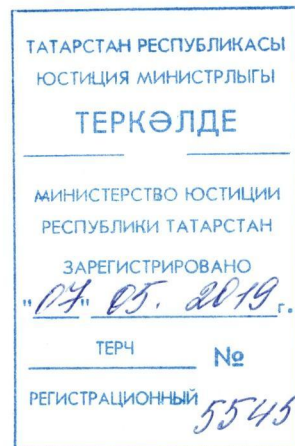 ТАТАРСТАН РЕСПУБЛИКАСЫ
ЮСТИЦИЯ МИНИСТРЛЫГЫ
ТЕРКӘЛДЕ
МИНИСТЕРСТВО ЮСТИЦИИ
РЕСПУБЛИКИ ТАТАРСТАН
ЗАРЕГИСТРИРОВАНО
"07" 05. 2019 г.
ТЕРЧ №
РЕГИСТРАЦИОННЫЙ 5545